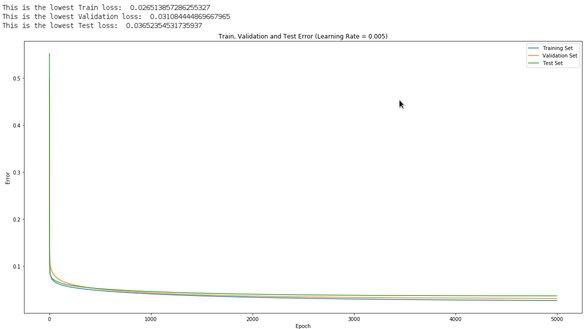 This is the lowest Train loss:  0.026513857286255327
This is the lowest Validation loss:  0.03108444869667965
This is the lowest Test loss:  0.03652354531735937
Train, Validation and Test Error (Learning Rate = 0.005)
Training Set
Validation Set
Test Set
0.5
0.4
0.3
0.2
0.1
Error
0
1000
2000
3000
4000
5000
Epoch